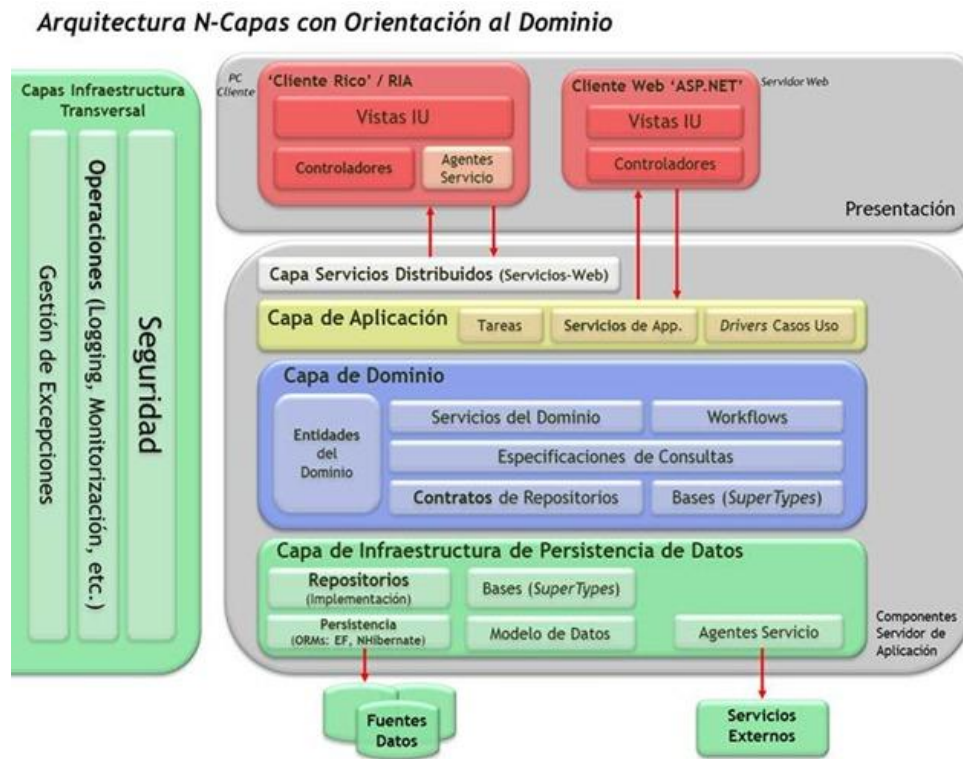 Arquitectura N-Capas con Orientación al Dominio
Capas Infraestructura
Transversal
Gestión de Excepciones
Operaciones (Logging, Monitorización, etc.)
Seguridad
PC
Cliente
'Cliente Rico' / RIA
Vistas IU
Controladores
Agentes
Servicio
Cliente Web 'ASP.NET'
Servidor Web
Vistas IU
Controladores
Presentación
Capa Servicios Distribuidos (Servicios-Web)
Capa de Aplicación
Tareas
Servicios de App.
Drivers Casos Uso
Capa de Dominio
Entidades
del
Dominio
Servicios del Dominio
Workflows
Especificaciones de Consultas
Contratos de Repositorios
Bases (SuperTypes)
Capa de Infraestructura de Persistencia de Datos
Repositorios
(Implementación)
Bases (SuperTypes)
Persistencia
(ORMs: EF, NHibernate)
Modelo de Datos
Agentes Servicio
Componentes
Servidor de
Aplicación
Fuentes
Datos
Servicios
Externos